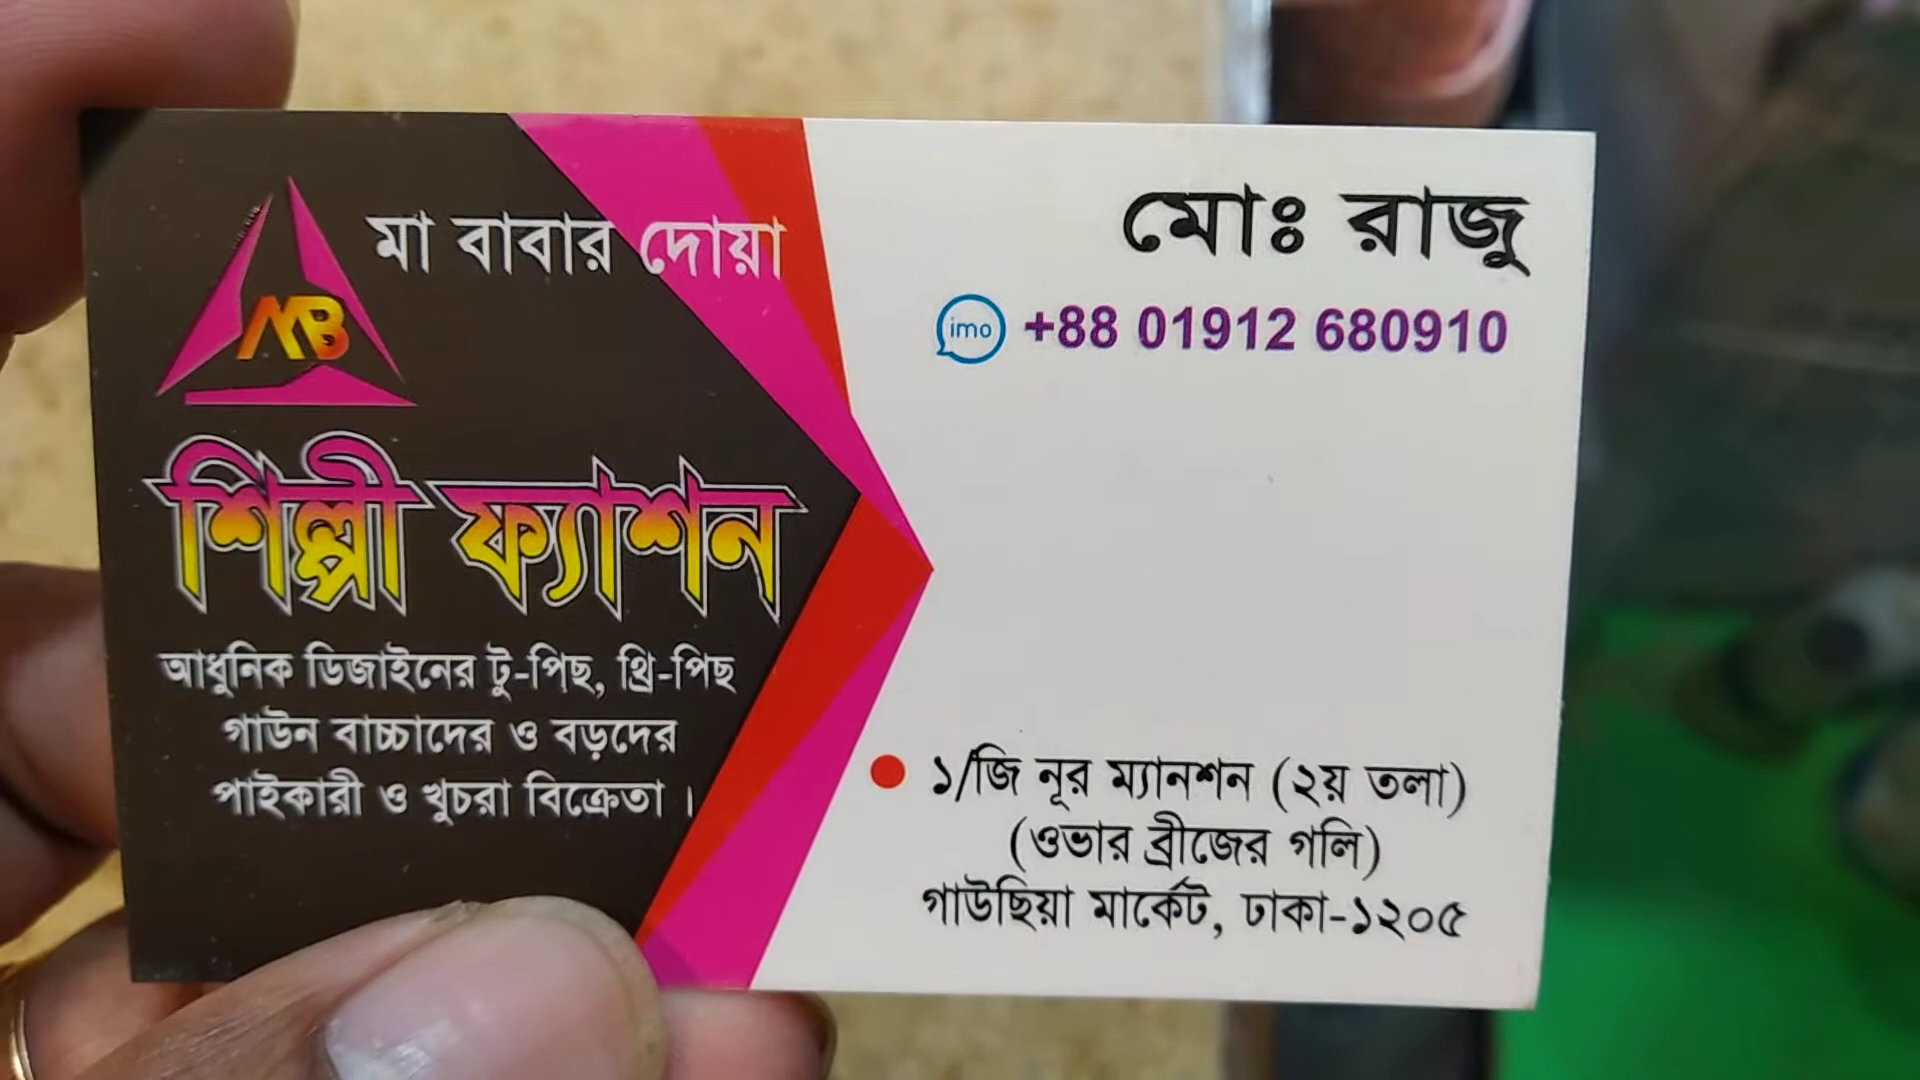 মা বাবার দোয়া
MB
শিল্পী ফ্যাশন
আধুনিক ডিজাইনের টু-পিছ, থ্রি-পিছ
গাউন বাচ্চাদের ও বড়দের
পাইকারী ও খুচরা বিক্রেতা।
মোঃ রাজু
imo +88 01912 680910
১/জি নূর ম্যানশন (২য় তলা)
(ওভার ব্রীজের গলি)
গাউছিয়া মার্কেট, ঢাকা-১২০৫